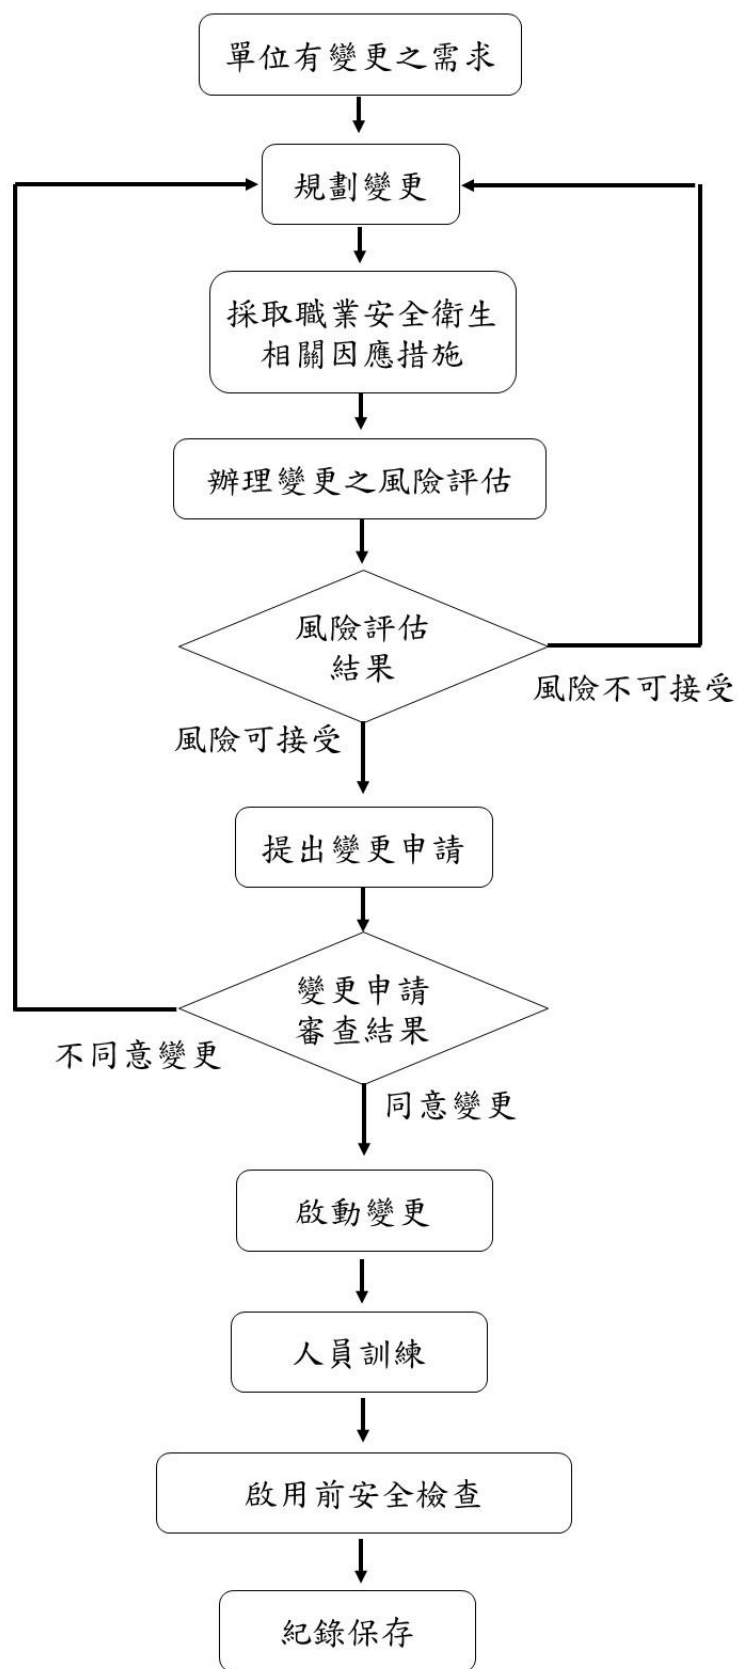 單位有變更之需求
規劃變更
採取職業安全衛生
相關因應措施
辦理變更之風險評估
風險評估
結果
風險不可接受
風險可接受
提出變更申請
變更申請
審查結果
不同意變更
同意變更
啟動變更
人員訓練
啟用前安全檢查
紀錄保存